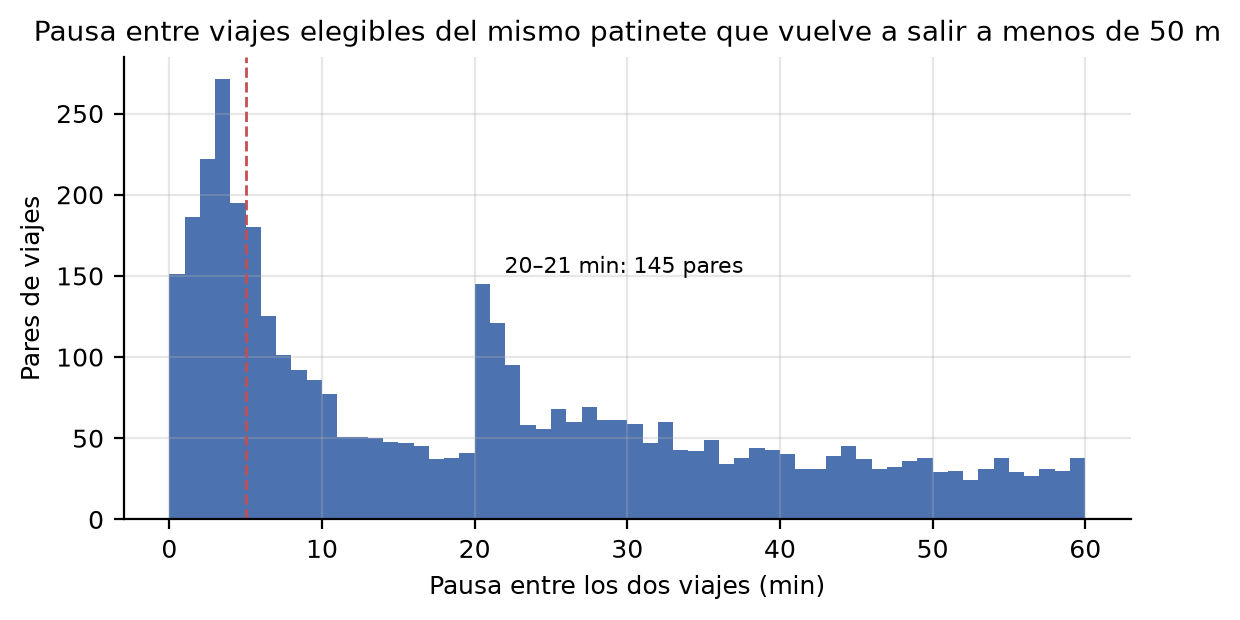 Pausa entre viajes elegibles del mismo patinete que vuelve a salir a menos de 50 m
Pares de viajes
250
200
150
100
50
0
20–21 min: 145 pares
0 10 20 30 40 50 60
Pausa entre los dos viajes (min)